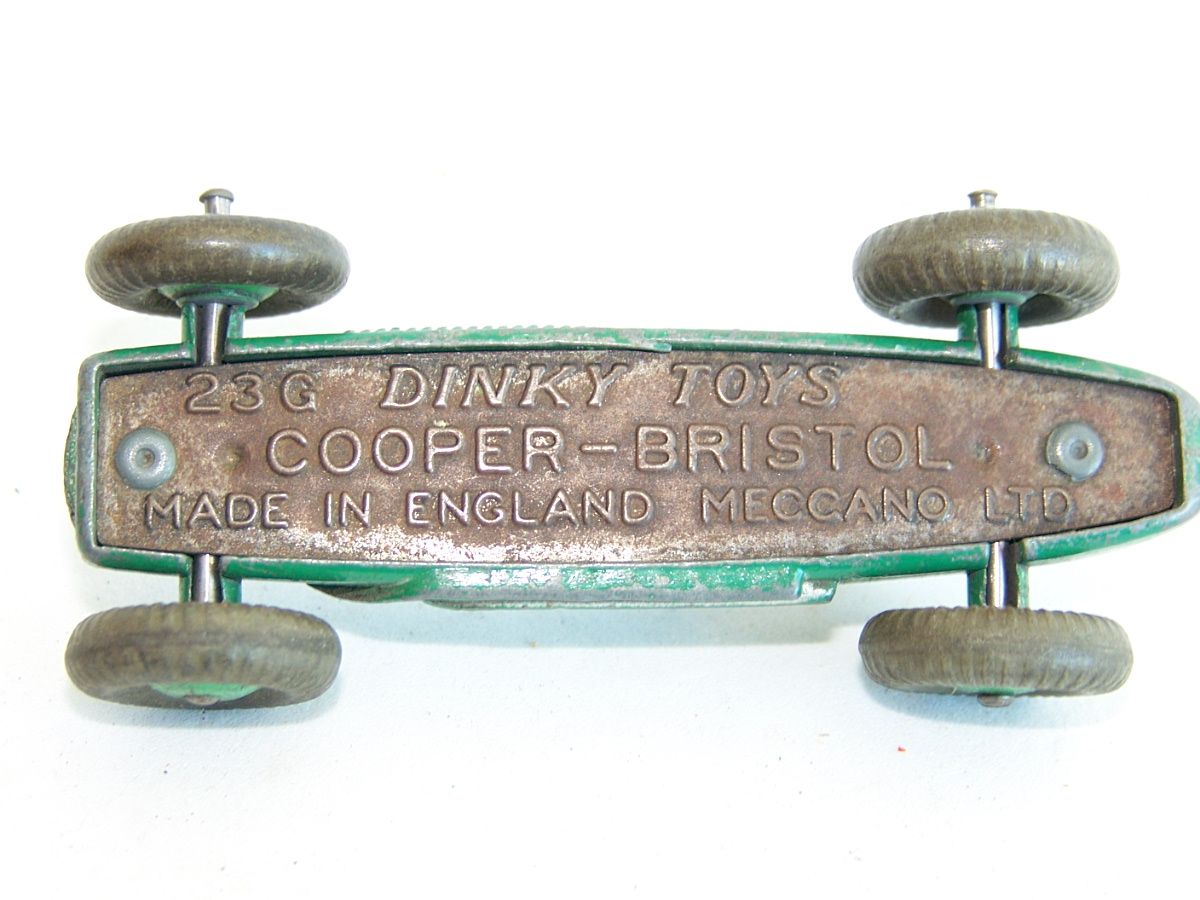 23G DINKY TOYS
COOPER-BRISTOL
MADE IN ENGLAND MECCANO LTD